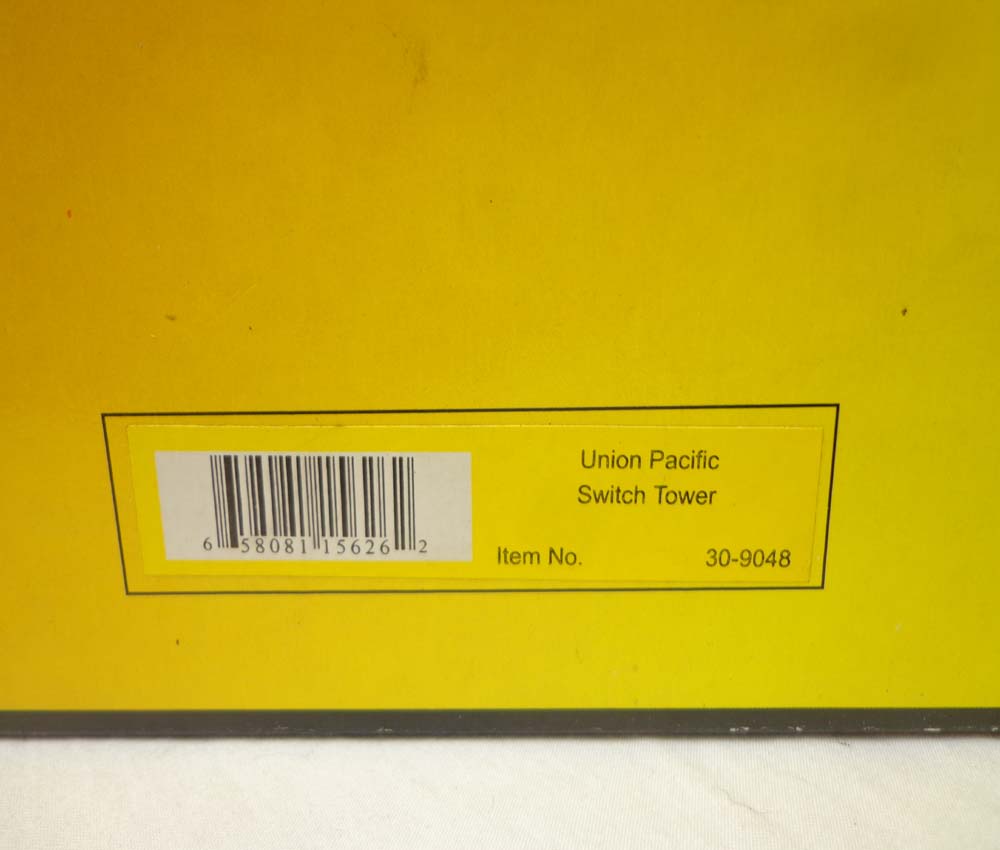 Union Pacific
Switch Tower
6 58081 15626 2
Item No. 30-9048